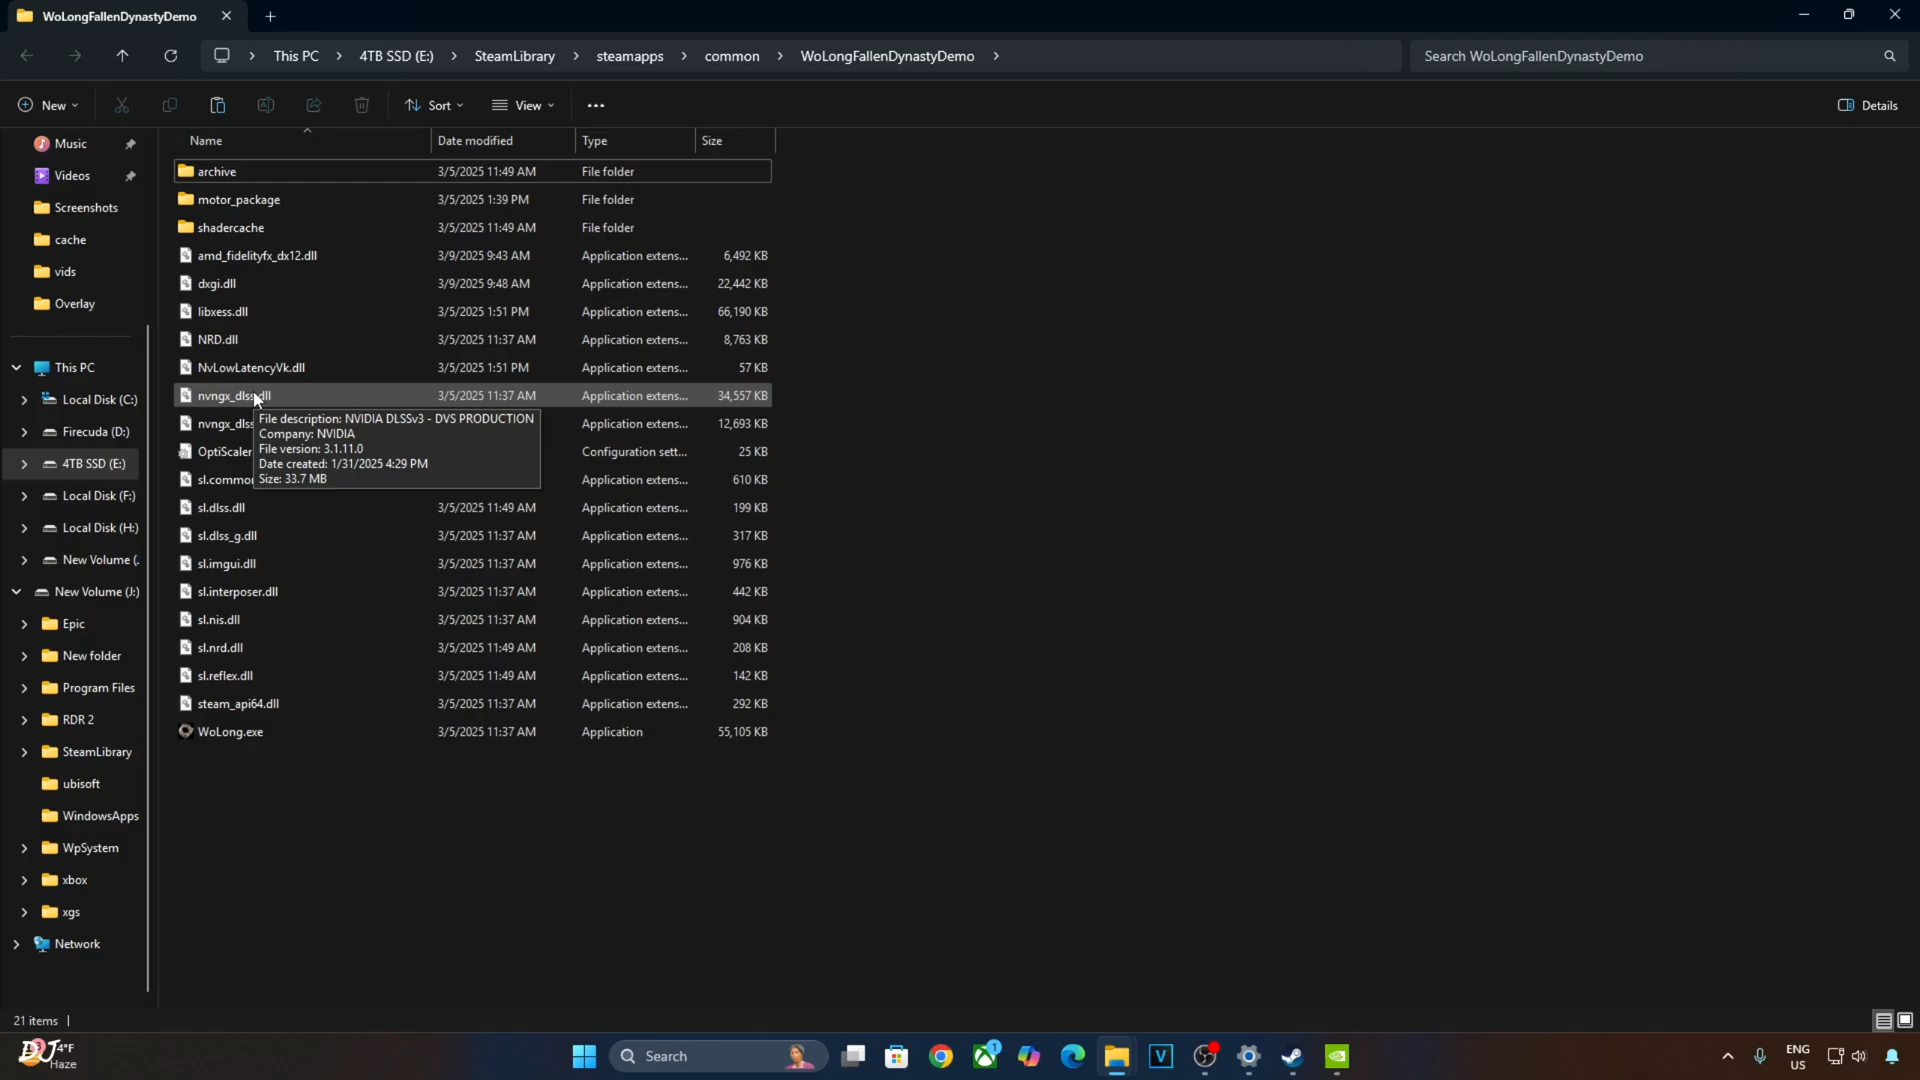 WoLongFallenDynastyDemo
This PC > 4TB SSD (E:) > SteamLibrary > steamapps > common > WoLongFallenDynastyDemo >
Search WoLongFallenDynastyDemo
New
Sort
View
Details
Music
Videos
Screenshots
cache
vids
Overlay
This PC
Local Disk (C:)
Firecuda (D:)
4TB SSD (E:)
Local Disk (F:)
Local Disk (H:)
New Volume (.
New Volume (J:)
Epic
New folder
Program Files
RDR 2
SteamLibrary
ubisoft
WindowsApps
WpSystem
xbox
xgs
Network
Name Date modified Type Size
archive 3/5/2025 11:49 AM File folder
motor_package 3/5/2025 1:39 PM File folder
shadercache 3/5/2025 11:49 AM File folder
amd_fidelityfx_dx12.dll 3/9/2025 9:43 AM Application extens... 6,492 KB
dxgi.dll 3/9/2025 9:48 AM Application extens... 22,442 KB
libxess.dll 3/5/2025 1:51 PM Application extens... 66,190 KB
NRD.dll 3/5/2025 11:37 AM Application extens... 8,763 KB
NvLowLatencyVk.dll 3/5/2025 1:51 PM Application extens... 57 KB
nvngx_dlss.dll 3/5/2025 11:37 AM Application extens... 34,557 KB
nvngx_dlss Application extens... 12,693 KB
OptiScaler Configuration sett... 25 KB
sl.common Application extens... 610 KB
File description: NVIDIA DLSSv3 - DVS PRODUCTION
Company: NVIDIA
File version: 3.1.11.0
Date created: 1/31/2025 4:29 PM
Size: 33.7 MB
sl.dlss.dll 3/5/2025 11:49 AM Application extens... 199 KB
sl.dlss_g.dll 3/5/2025 11:37 AM Application extens... 317 KB
sl.imgui.dll 3/5/2025 11:37 AM Application extens... 976 KB
sl.interposer.dll 3/5/2025 11:37 AM Application extens... 442 KB
sl.nis.dll 3/5/2025 11:37 AM Application extens... 904 KB
sl.nrd.dll 3/5/2025 11:49 AM Application extens... 208 KB
sl.reflex.dll 3/5/2025 11:49 AM Application extens... 142 KB
steam_api64.dll 3/5/2025 11:37 AM Application extens... 292 KB
WoLong.exe 3/5/2025 11:37 AM Application 55,105 KB
21 items
DJ
4°F
Haze
Search
1
V
ENG
US